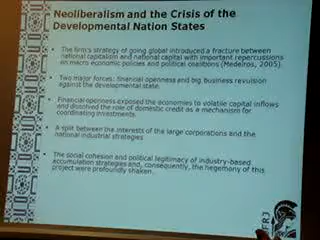 Neoliberalism and the Crisis of the
Developmental Nation States
The firm's strategy of going global introduced a fracture between
national capitalism and national capital with important repercussions
on macro economic polices and political coalitions (Medeiros, 2005).
Two major forces: financial openness and big business revulsion
against the developmental state.
Financial openness exposed the economies to volatile capital inflows
and dissolved the role of domestic credit as a mechanism for
coordinating investments.
A split between the interests of the large corporations and the
national industrial strategies
The social cohesion and political legitimacy of industry-based
accumulation strategies and, consequently, the hegemony of this
project were profoundly shaken.